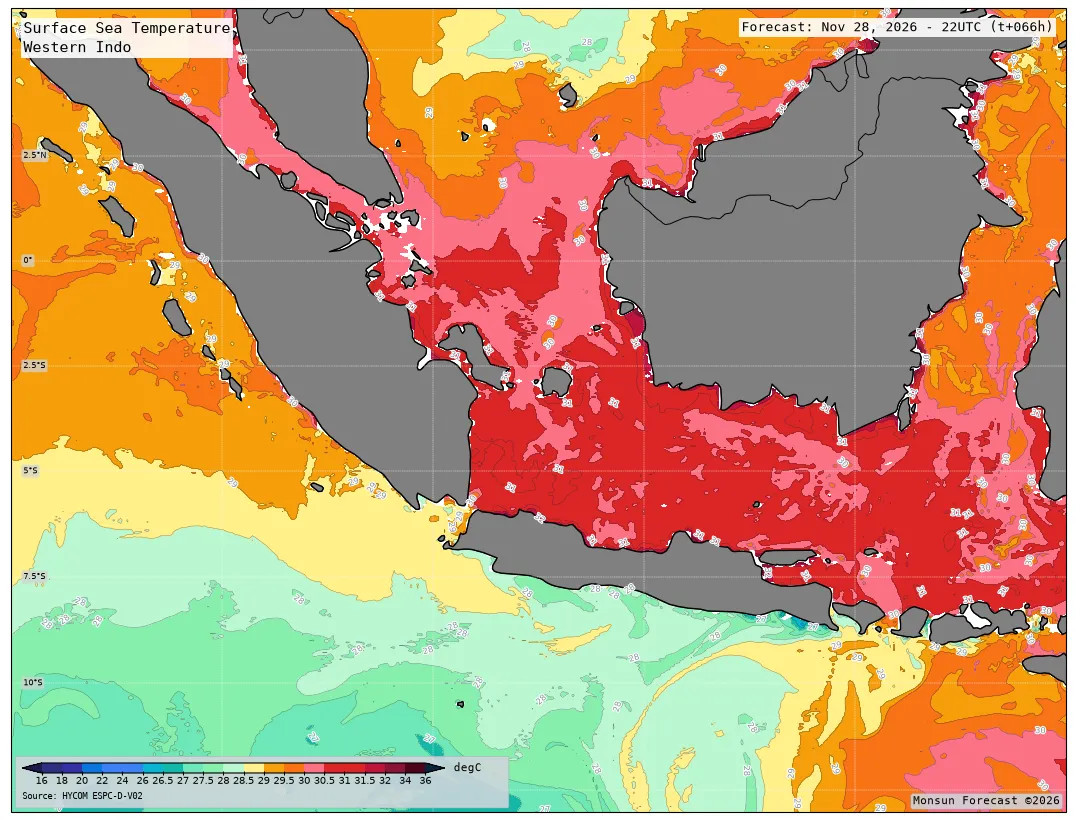 Surface Sea Temperature
Western Indo
Forecast: Nov 28, 2026 - 22UTC (t+066h)
2.5°N
0°
2.5°S
5°S
7.5°S
10°S
degC
16 18 20 22 24 26 26.5 27 27.5 28 28.5 29 29.5 30 30.5 31 31.5 32 34 36
Source: HYCOM ESPC-D-V02
Monsun Forecast ©2026